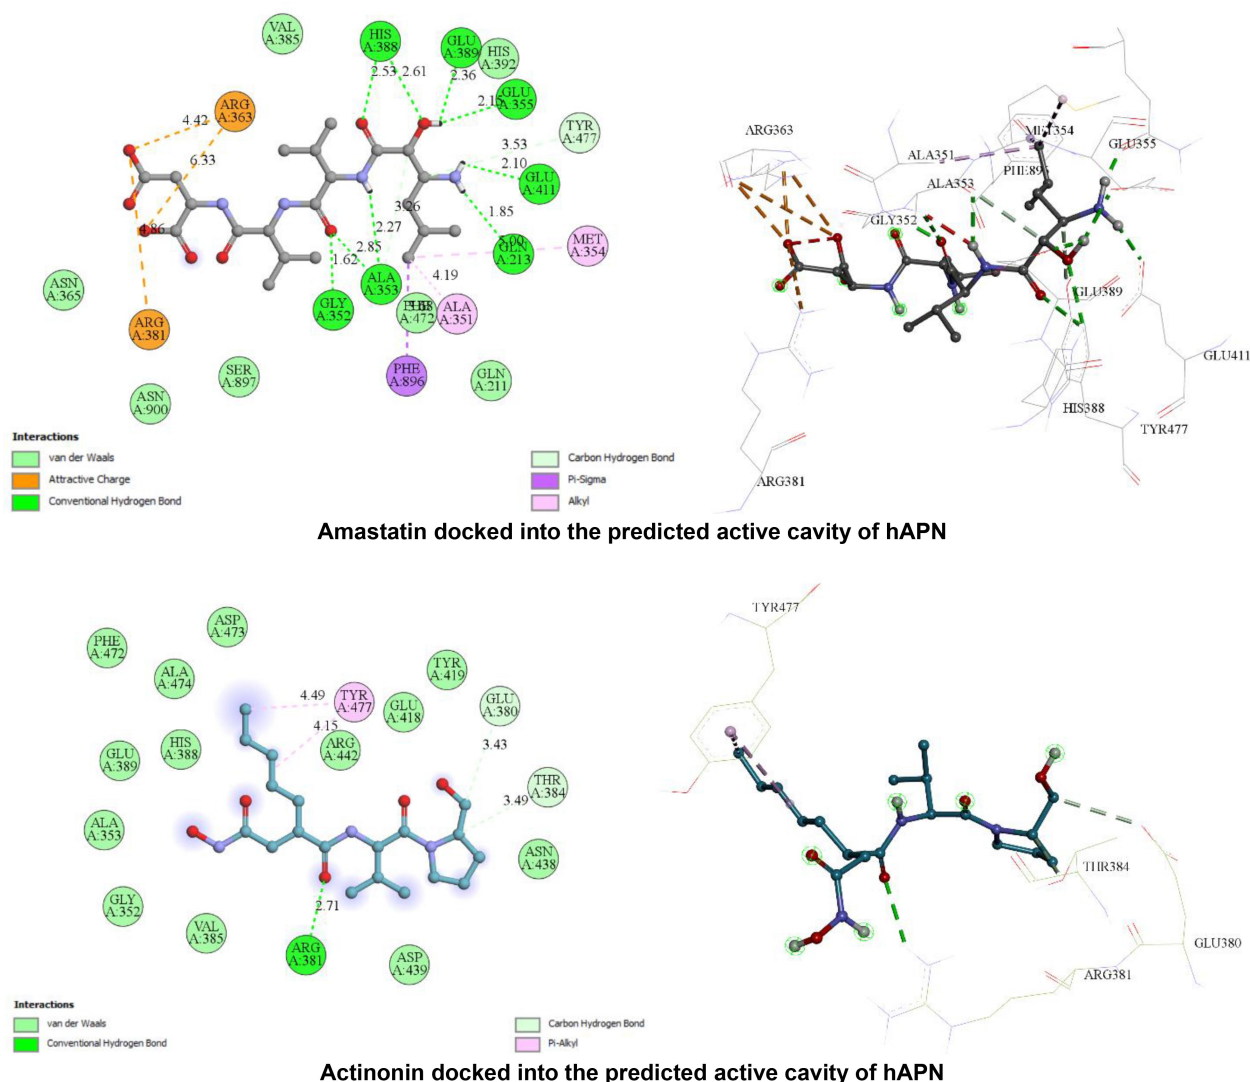 VAL
A:385
HIS
A:388
GLU
A:389
HIS
A:392
2.53
2.61
2.36
GLU
A:355
2.15
ARG
A:363
4.42
TYR
A:477
3.53
2.10
6.33
GLU
A:411
3.26
1.85
4.86
2.27
5.00
GLN
A:213
MET
A:354
2.85
1.62
4.19
ALA
A:353
ASN
A:365
GLY
A:352
A:472
ALA
A:351
ARG
A:381
SER
A:897
PHE
A:896
GLN
A:211
ASN
A:900
Interactions
van der Waals
Attractive Charge
Conventional Hydrogen Bond
Carbon Hydrogen Bond
Pi-Sigma
Alkyl
ARG363
MET354
GLU355
ALA351
ALA353
GLY352
GLU389
GLU411
HIS388
TYR477
ARG381
Amastatin docked into the predicted active cavity of hAPN
ASP
A:473
PHE
A:472
ALA
A:474
TYR
A:419
4.49
TYR
A:477
GLU
A:418
GLU
A:380
4.15
ARG
A:442
3.43
GLU
A:389
HIS
A:388
THR
A:384
3.49
ALA
A:353
ASN
A:438
GLY
A:352
VAL
A:385
2.71
ARG
A:381
ASP
A:439
Interactions
van der Waals
Conventional Hydrogen Bond
Carbon Hydrogen Bond
Pi-Alkyl
TYR477
THR384
GLU380
ARG381
Actinonin docked into the predicted active cavity of hAPN